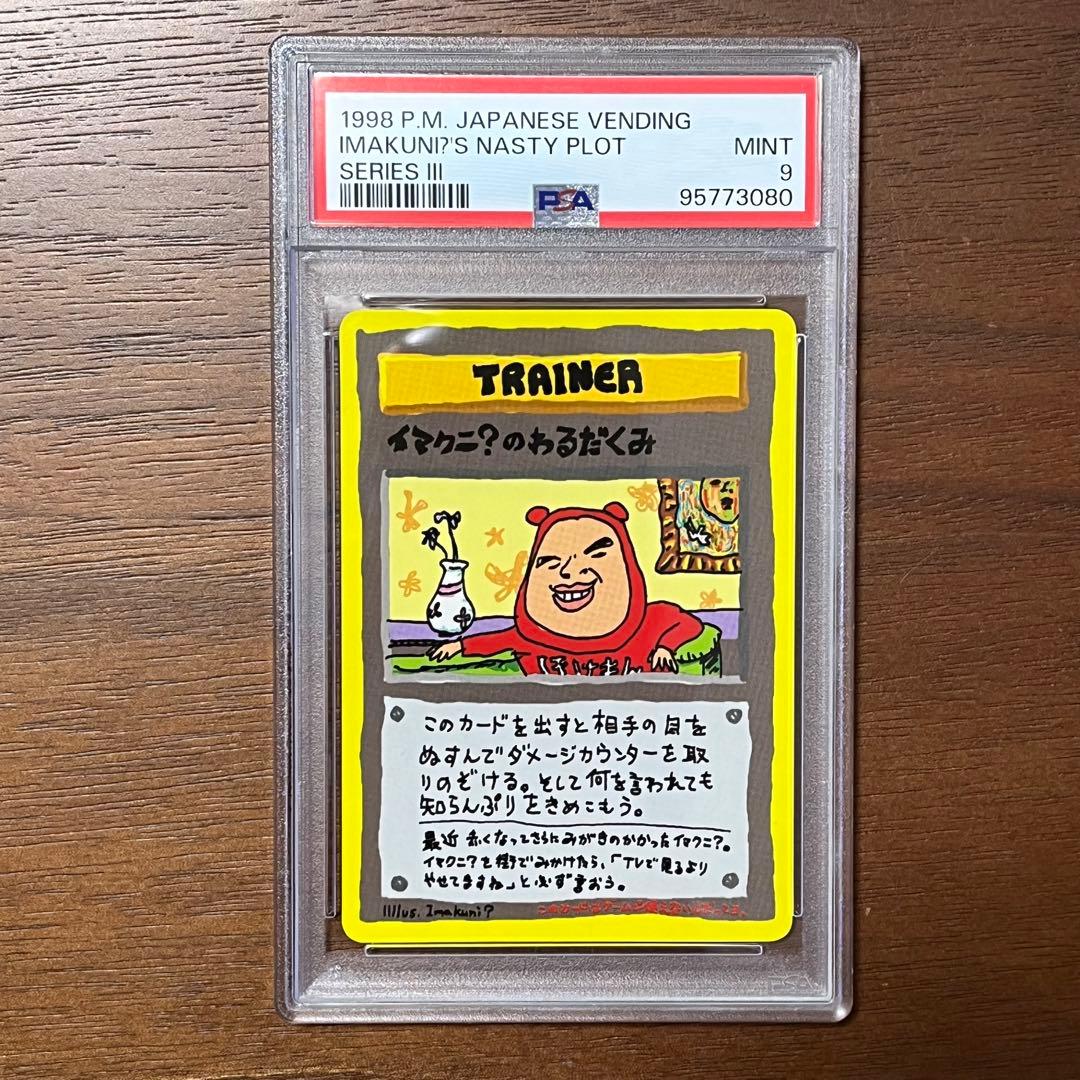 1998 P.M. JAPANESE VENDING
IMAKUNI?'S NASTY PLOT MINT
SERIES III 9
PSA 95773080
TRAINER
イマクニ?のわるだくみ
このカードを出すと相手の目を
ぬすんでダメージカウンターを取
りのぞける。そして何を言われても
知らんぷりをきめこもう。
最近 赤くなってさらにみがきのかかったイマクニ?。
イマクニ?を街でみかけたら、「TVで見るより
やせてますね」と必ず言おう。
Illus. Imakuni?
PSA